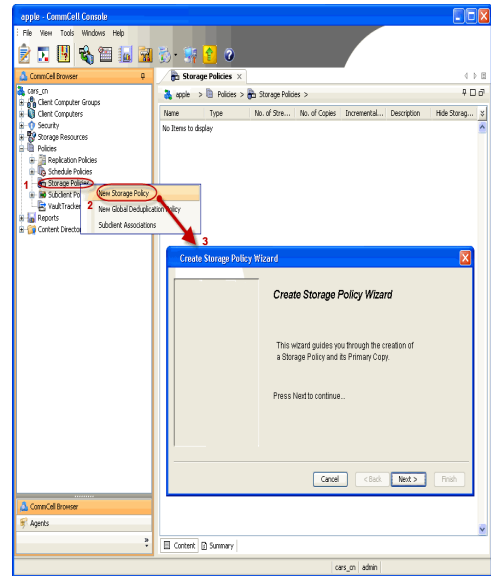 apple - CommCell Console
File View Tools Windows Help
CommCell Browser
Storage Policies
cars_cn
apple > Policies > Storage Policies >
Client Computer Groups
Client Computers
Security
Storage Resources
Policies
Replication Policies
Schedule Policies
1 Storage Policies
Subclient Po
VaultTracker
Reports
Content Director
Name Type No. of Stre... No. of Copies Incremental... Description Hide Storag...
No Items to display
2 New Storage Policy
New Global Deduplication Policy
Subclient Associations
3
Create Storage Policy Wizard
Create Storage Policy Wizard
This wizard guides you through the creation of
a Storage Policy and its Primary Copy.
Press Next to continue...
Cancel < Back Next > Finish
CommCell Browser
Agents
Content Summary
cars_cn admin